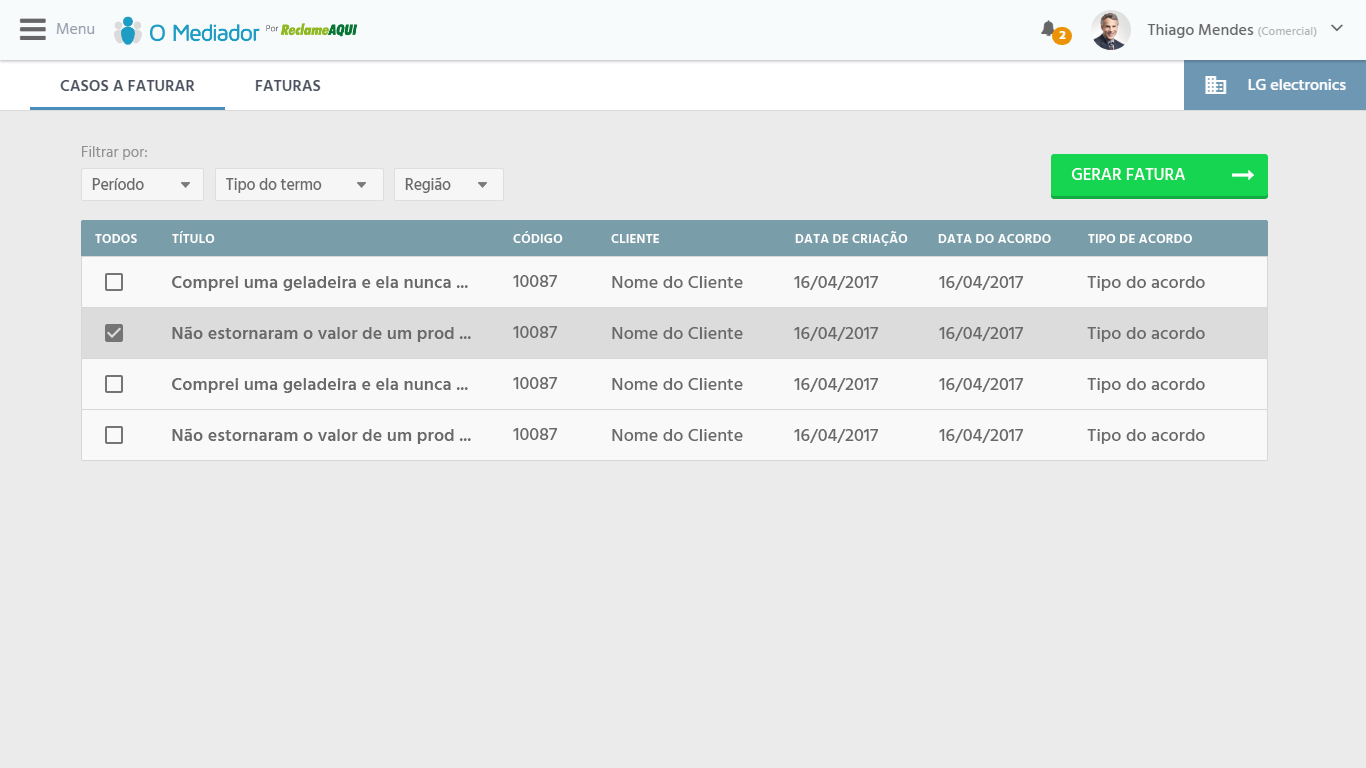 Menu O Mediador Por ReclameAQUI 2 Thiago Mendes (Comercial)
CASOS A FATURAR FATURAS LG electronics
Filtrar por:
Período Tipo do termo Região GERAR FATURA
TODOS TÍTULO CÓDIGO CLIENTE DATA DE CRIAÇÃO DATA DO ACORDO TIPO DE ACORDO
Comprei uma geladeira e ela nunca ... 10087 Nome do Cliente 16/04/2017 16/04/2017 Tipo do acordo
Não estornaram o valor de um prod ... 10087 Nome do Cliente 16/04/2017 16/04/2017 Tipo do acordo
Comprei uma geladeira e ela nunca ... 10087 Nome do Cliente 16/04/2017 16/04/2017 Tipo do acordo
Não estornaram o valor de um prod ... 10087 Nome do Cliente 16/04/2017 16/04/2017 Tipo do acordo